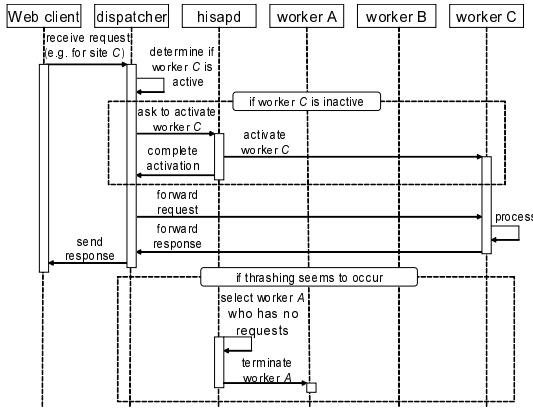 Web client dispatcher hisapd worker A worker B worker C
receive request
(e.g. for site C)
determine if
worker C is
active
if worker C is inactive
ask to activate
worker C
activate
worker C
complete
activation
forward
request
process
forward
response
send
response
if thrashing seems to occur
select worker A
who has no
requests
terminate
worker A